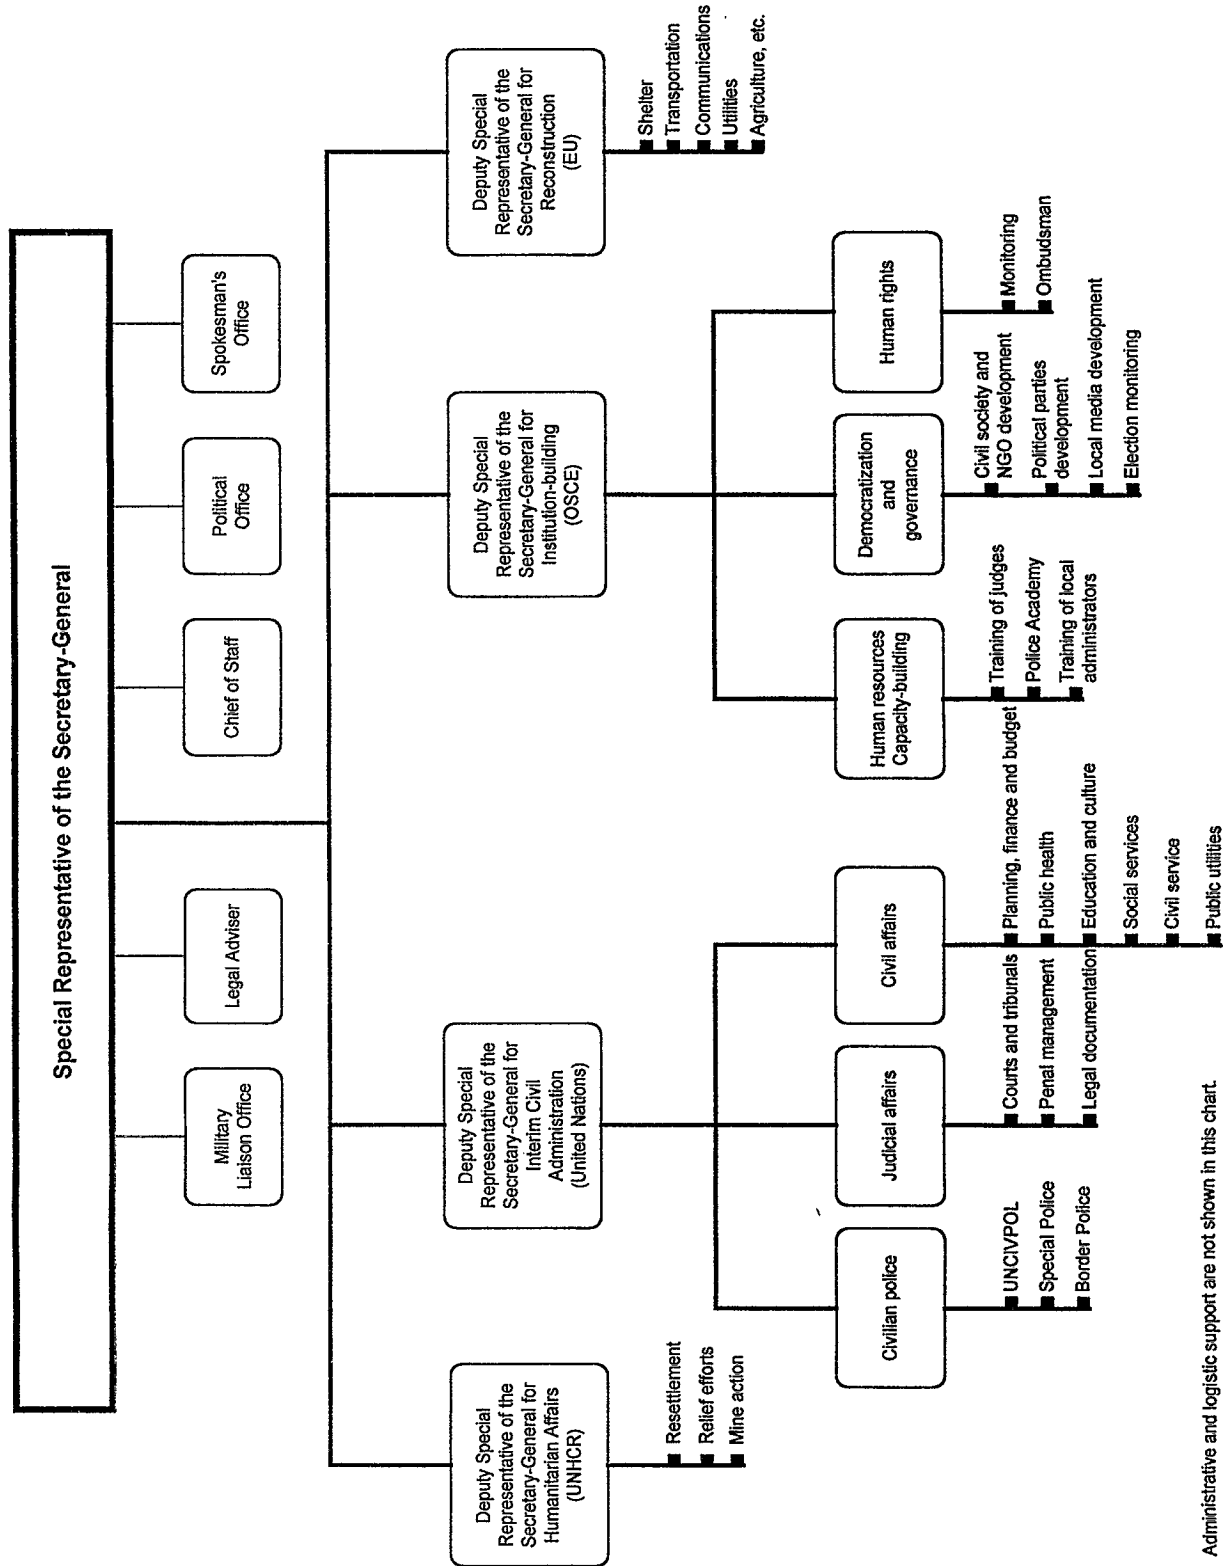 Special Representative of the Secretary-General
Military
Liaison Office
Legal Adviser
Chief of Staff
Political
Office
Spokesman's
Office
Deputy Special
Representative of the
Secretary-General for
Humanitarian Affairs
(UNHCR)
Resettlement
Relief efforts
Mine action
Deputy Special
Representative of the
Secretary-General for
Interim Civil
Administration
(United Nations)
Civilian police
UNCIVPOL
Special Police
Border Police
Judicial affairs
Courts and tribunals
Penal management
Legal documentation
Civil affairs
Planning, finance and budget
Public health
Education and culture
Social services
Civil service
Public utilities
Deputy Special
Representative of the
Secretary-General for
Institution-building
(OSCE)
Human resources
Capacity-building
Training of judges
Police Academy
Training of local
administrators
Democratization
and
governance
Civil society and
NGO development
Political parties
development
Local media development
Election monitoring
Human rights
Monitoring
Ombudsman
Deputy Special
Representative of the
Secretary-General for
Reconstruction
(EU)
Shelter
Transportation
Communications
Utilities
Agriculture, etc.
Administrative and logistic support are not shown in this chart.